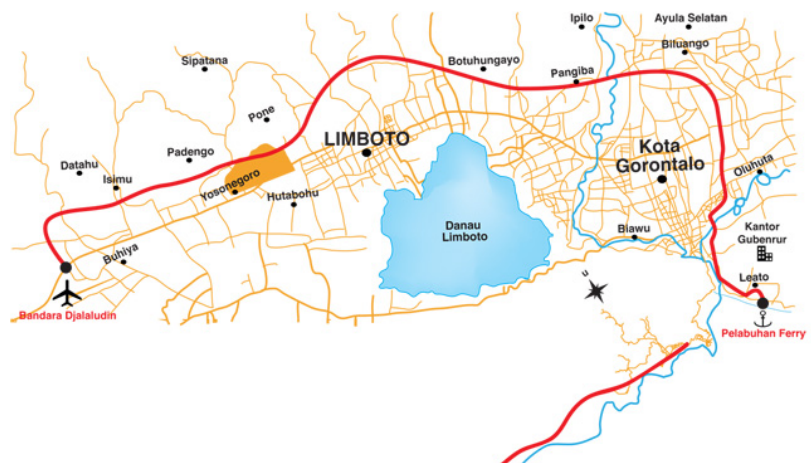 Ipilo
Ayula Selatan
Biluango
Sipatana
Botuhungayo
Pangiba
Pone
LIMBOTO
Kota
Gorontalo
Datahu
Padengo
Isimu
Yosonegoro
Hutabohu
Oluhuta
Danau
Limboto
Biawu
Kantor
Gubenrur
Buhiya
Leato
u
Bandara Djalaludin
Pelabuhan Ferry